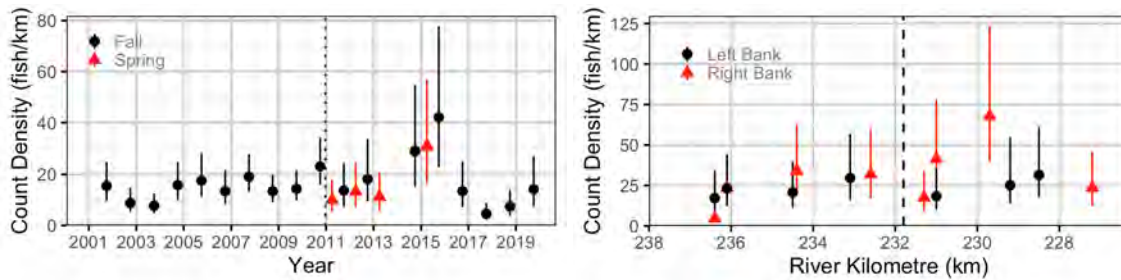 Count Density (fish/km)
80
60
40
20
0
Fall
Spring
2001 2003 2005 2007 2009 2011 2013 2015 2017 2019
Year
Count Density (fish/km)
125
100
75
50
25
0
Left Bank
Right Bank
238 236 234 232 230 228
River Kilometre (km)